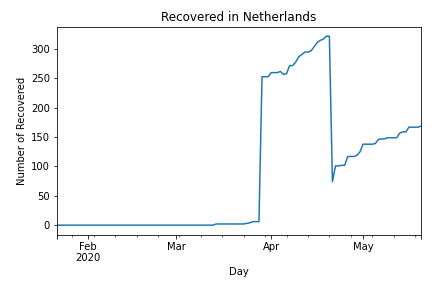 Recovered in Netherlands
Number of Recovered
300
250
200
150
100
50
0
Feb
2020
Mar
Apr
May
Day